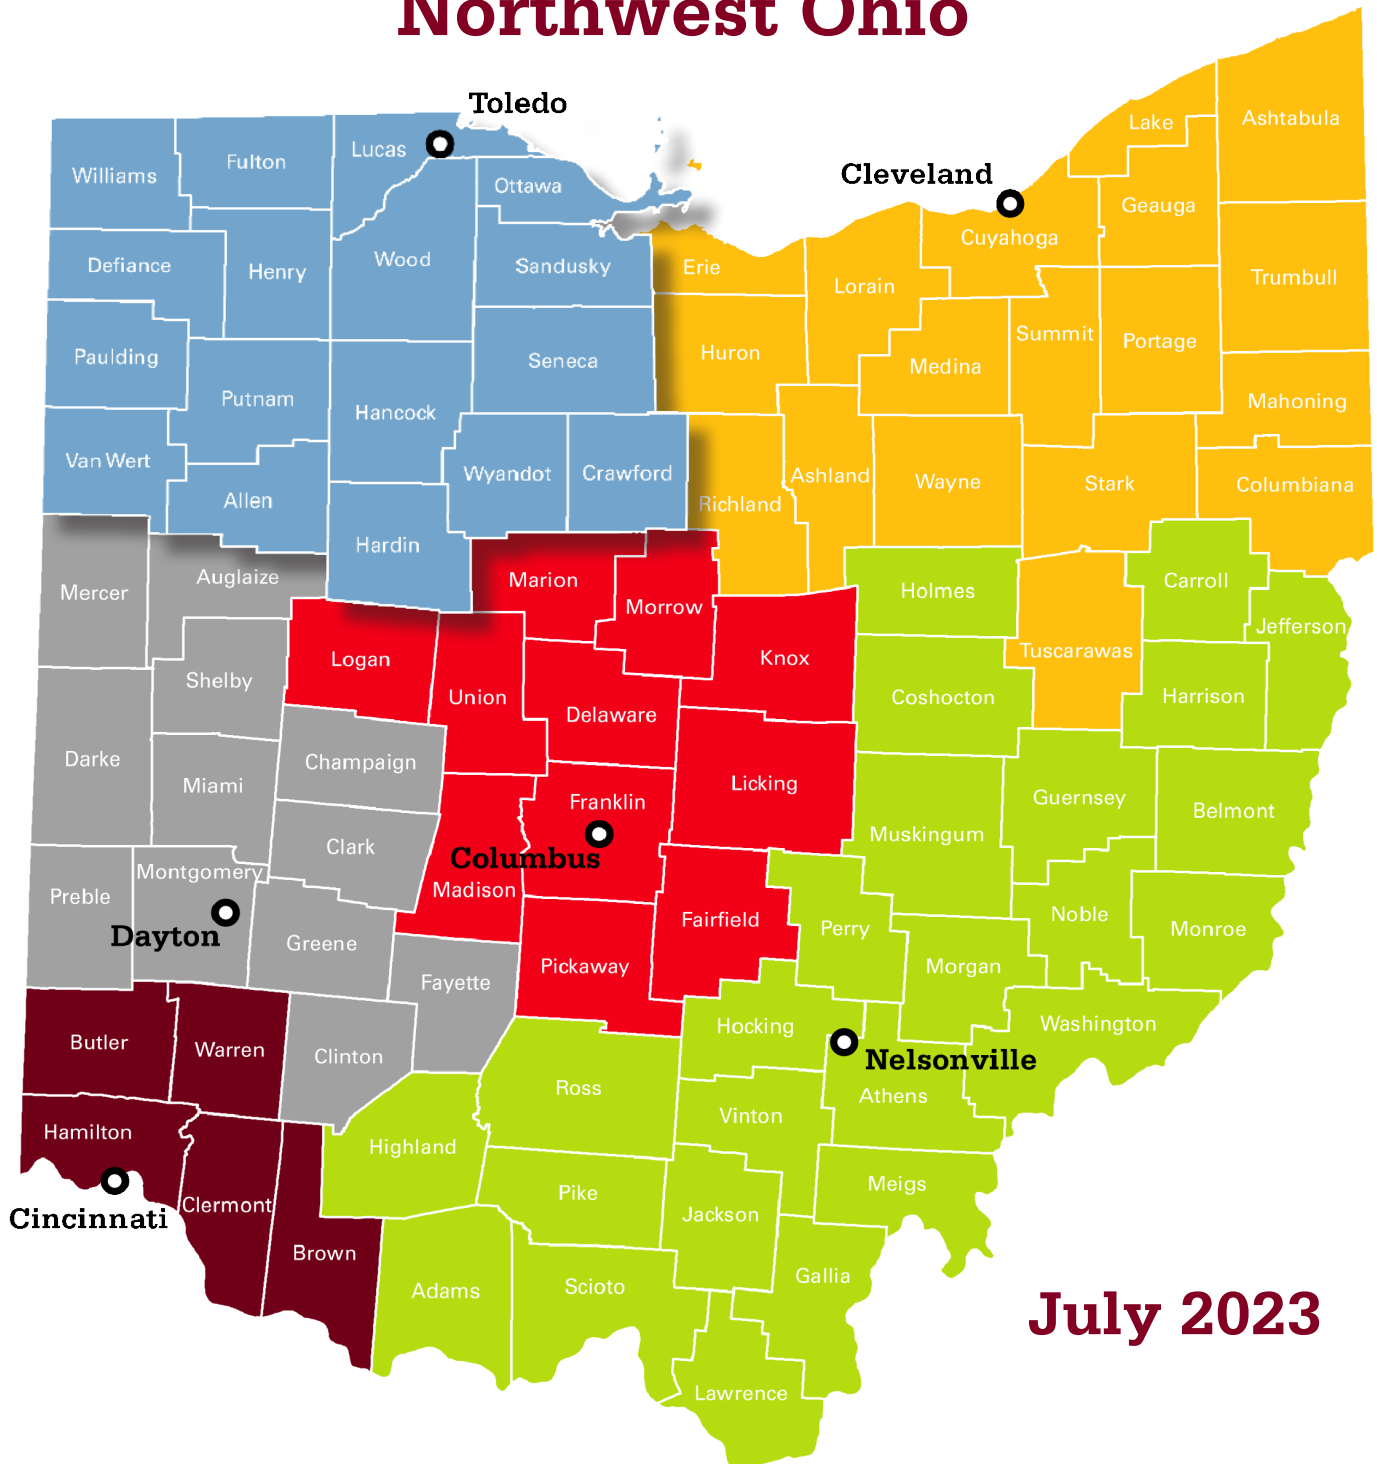 Northwest Ohio
Toledo
Lake
Ashtabula
Lucas
Fulton
Williams
Cleveland
Ottawa
Geauga
Cuyahoga
Defiance
Henry
Wood
Sandusky
Erie
Lorain
Trumbull
Paulding
Seneca
Huron
Summit
Portage
Medina
Putnam
Hancock
Mahoning
Van Wert
Wyandot
Crawford
Ashland
Wayne
Stark
Columbiana
Allen
Richland
Hardin
Mercer
Auglaize
Marion
Morrow
Holmes
Carroll
Jefferson
Logan
Knox
Tuscarawas
Shelby
Union
Delaware
Coshocton
Harrison
Darke
Champaign
Miami
Licking
Franklin
Guernsey
Belmont
Clark
Columbus
Muskingum
Montgomery
Madison
Preble
Fairfield
Perry
Noble
Monroe
Dayton
Greene
Pickaway
Morgan
Fayette
Butler
Warren
Clinton
Hocking
Washington
Nelsonville
Ross
Athens
Vinton
Hamilton
Highland
Pike
Meigs
Clermont
Cincinnati
Jackson
Brown
Gallia
Adams
Scioto
July 2023
Lawrence